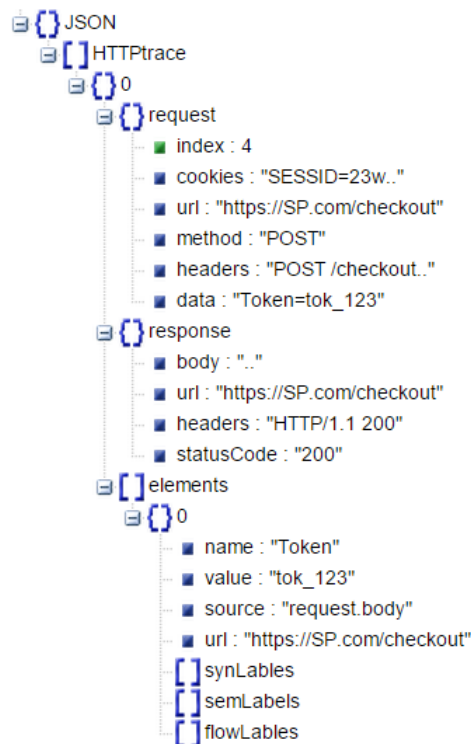 JSON
HTTPtrace
0
request
index : 4
cookies : "SESSID=23w.."
url : "https://SP.com/checkout"
method : "POST"
headers : "POST /checkout.."
data : "Token=tok_123"
response
body : ".."
url : "https://SP.com/checkout"
headers : "HTTP/1.1 200"
statusCode : "200"
elements
0
name : "Token"
value : "tok_123"
source : "request.body"
url : "https://SP.com/checkout"
synLables
semLabels
flowLables